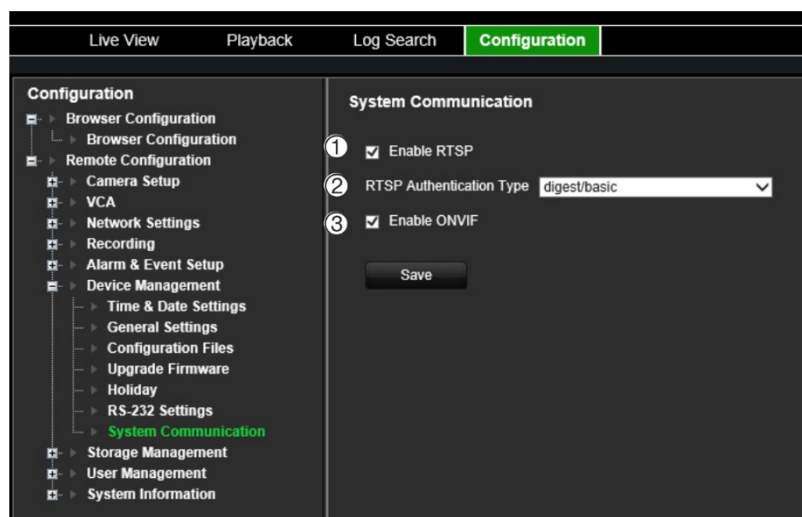 Live View Playback Log Search Configuration
Configuration
Browser Configuration
Browser Configuration
Remote Configuration
Camera Setup
VCA
Network Settings
Recording
Alarm & Event Setup
Device Management
Time & Date Settings
General Settings
Configuration Files
Upgrade Firmware
Holiday
RS-232 Settings
System Communication
Storage Management
User Management
System Information
System Communication
① Enable RTSP
② RTSP Authentication Type digest/basic
③ Enable ONVIF
Save